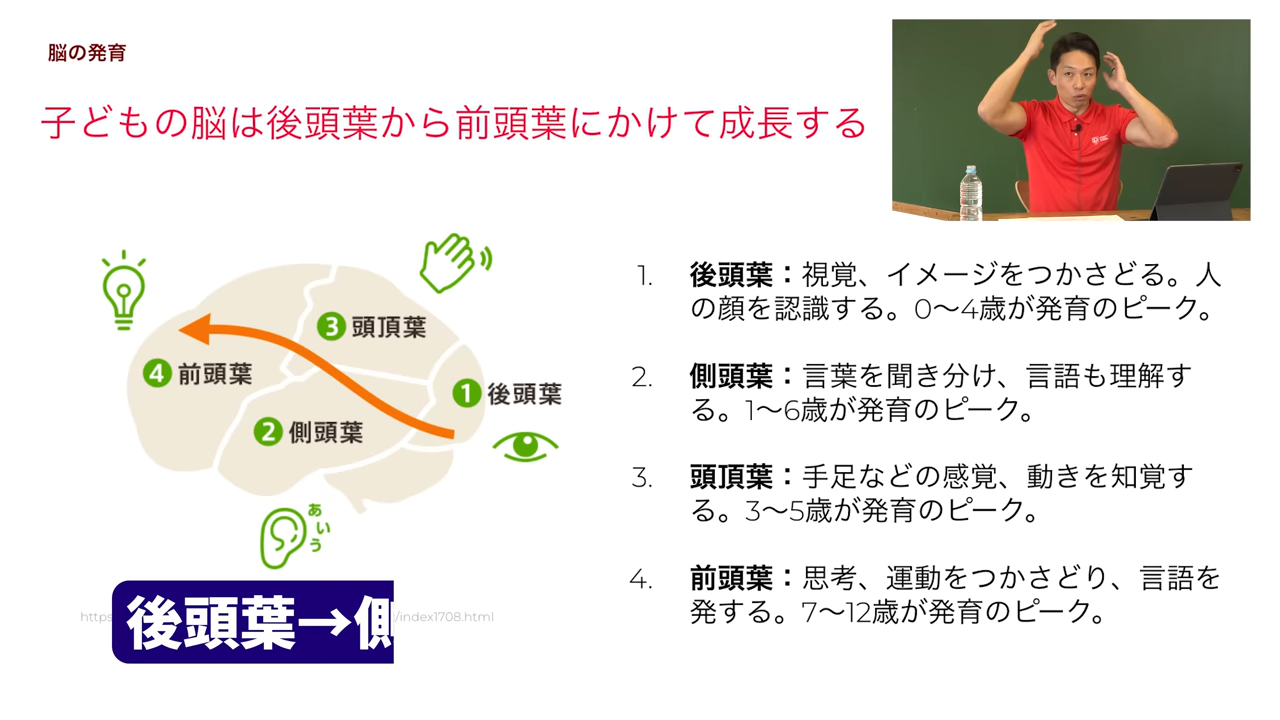 脳の発育
子どもの脳は後頭葉から前頭葉にかけて成長する
❸ 頭頂葉
❹ 前頭葉
❶ 後頭葉
❷ 側頭葉
あ
い
う
1. 後頭葉：視覚、イメージをつかさどる。人
の顔を認識する。0〜4歳が発育のピーク。
2. 側頭葉：言葉を聞き分け、言語も理解す
る。1〜6歳が発育のピーク。
3. 頭頂葉：手足などの感覚、動きを知覚す
る。3〜5歳が発育のピーク。
4. 前頭葉：思考、運動をつかさどり、言語を
発する。7〜12歳が発育のピーク。
https
/index1708.html
後頭葉→側